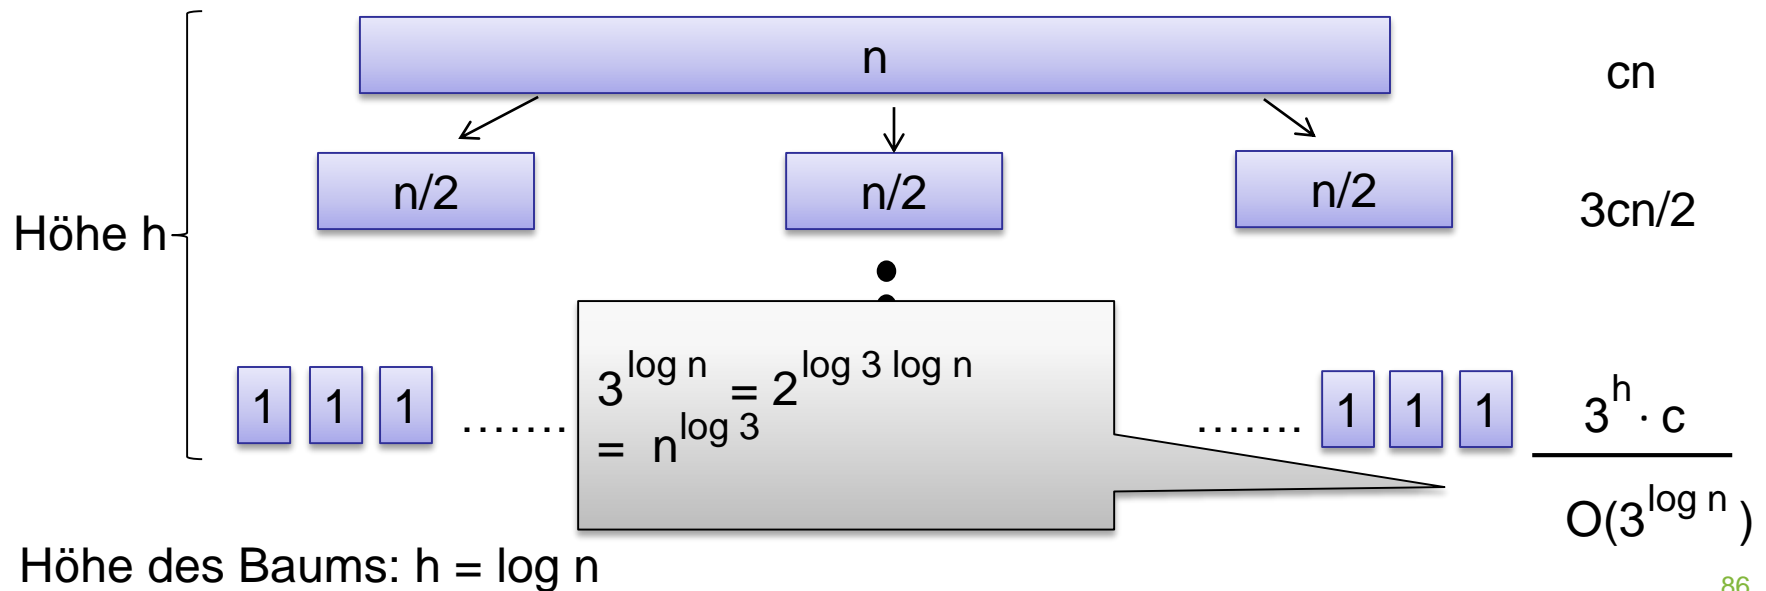 n
cn
n/2 n/2 n/2
3cn/2
Höhe h
3^log n = 2^log 3 log n
= n^log 3
1 1 1 ....... ....... 1 1 1
3^h · c
O(3^log n)
Höhe des Baums: h = log n
86